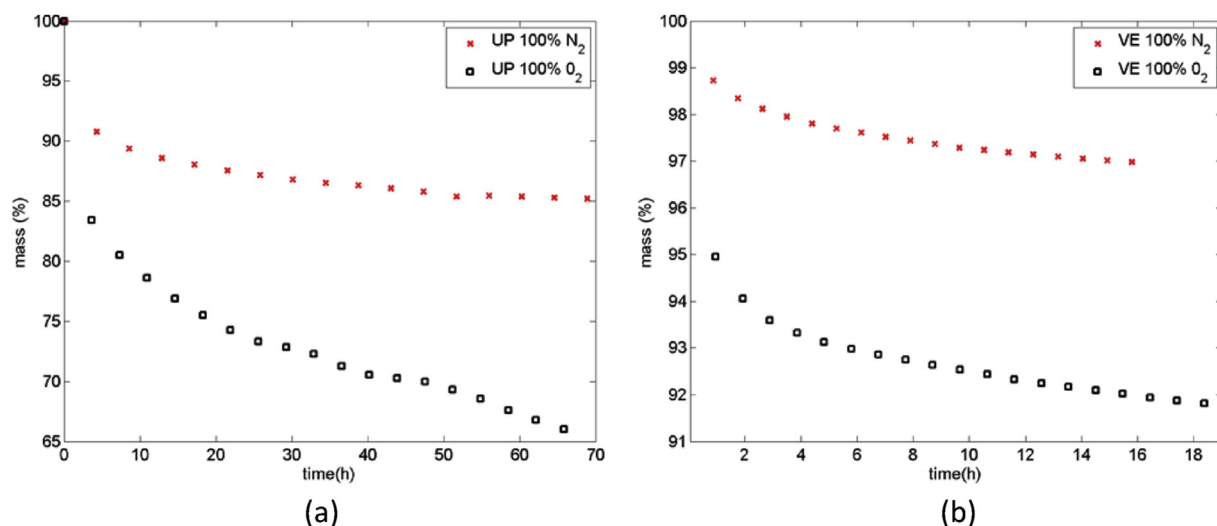 100
95
90
85
80
75
70
65
mass (%)
0 10 20 30 40 50 60 70
time(h)
UP 100% N₂
UP 100% 0₂
(a)
100
99
98
97
96
95
94
93
92
91
mass (%)
2 4 6 8 10 12 14 16 18
time(h)
VE 100% N₂
VE 100% 0₂
(b)